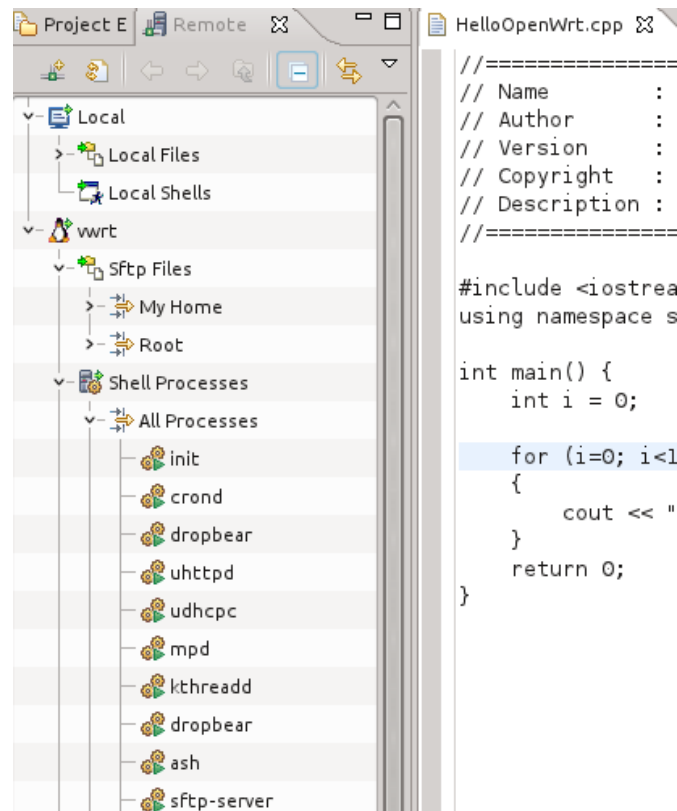 Project E
Remote
Local
Local Files
Local Shells
vwrt
Sftp Files
My Home
Root
Shell Processes
All Processes
init
crond
dropbear
uhttpd
udhcpc
mpd
kthreadd
dropbear
ash
sftp-server
HelloOpenWrt.cpp
//==================
// Name       :
// Author     :
// Version    :
// Copyright  :
// Description :
//==================
#include <iostrea
using namespace s
int main() {
    int i = 0;
    for (i=0; i<1
    {
        cout << "
    }
    return 0;
}